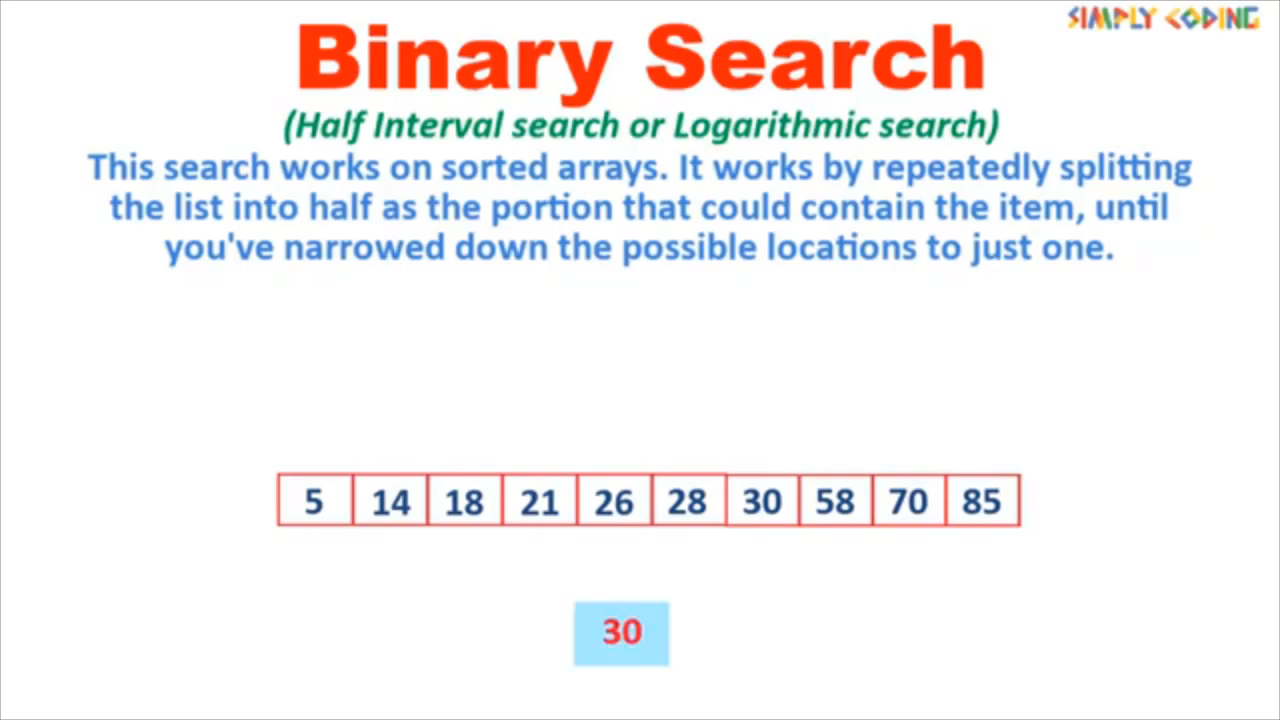 SIMPLY CODING
Binary Search
(Half Interval search or Logarithmic search)
This search works on sorted arrays. It works by repeatedly splitting
the list into half as the portion that could contain the item, until
you've narrowed down the possible locations to just one.
5 14 18 21 26 28 30 58 70 85
30